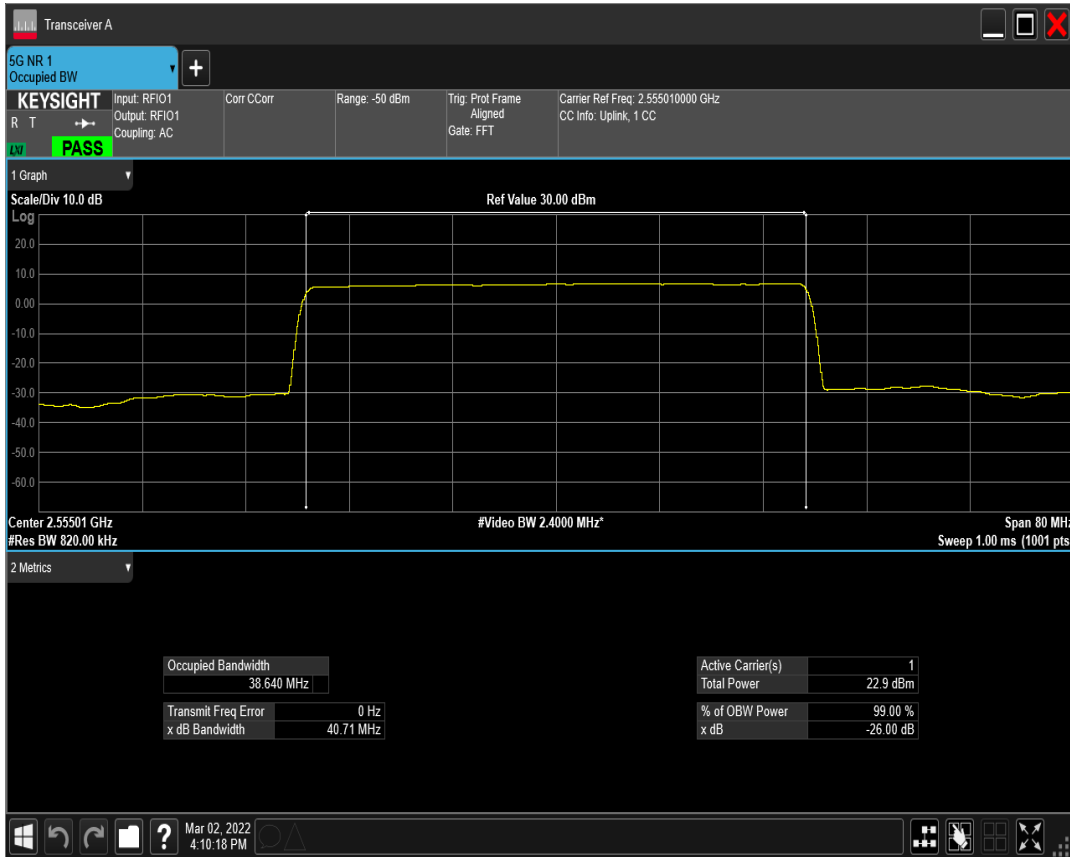 Transceiver A
5G NR 1
Occupied BW
+
KEYSIGHT
R T
LXI
PASS
Input: RFIO1
Output: RFIO1
Coupling: AC
Corr CCorr
Range: -50 dBm
Trig: Prot Frame
Aligned
Gate: FFT
Carrier Ref Freq: 2.555010000 GHz
CC Info: Uplink, 1 CC
1 Graph
Scale/Div 10.0 dB
Ref Value 30.00 dBm
Log
20.0
10.0
0.00
-10.0
-20.0
-30.0
-40.0
-50.0
-60.0
Center 2.55501 GHz
#Video BW 2.4000 MHz*
Span 80 MHz
#Res BW 820.00 kHz
Sweep 1.00 ms (1001 pts
2 Metrics
Occupied Bandwidth
38.640 MHz
Transmit Freq Error 0 Hz
x dB Bandwidth 40.71 MHz
Active Carrier(s) 1
Total Power 22.9 dBm
% of OBW Power 99.00 %
x dB -26.00 dB
?
Mar 02, 2022
4:10:18 PM